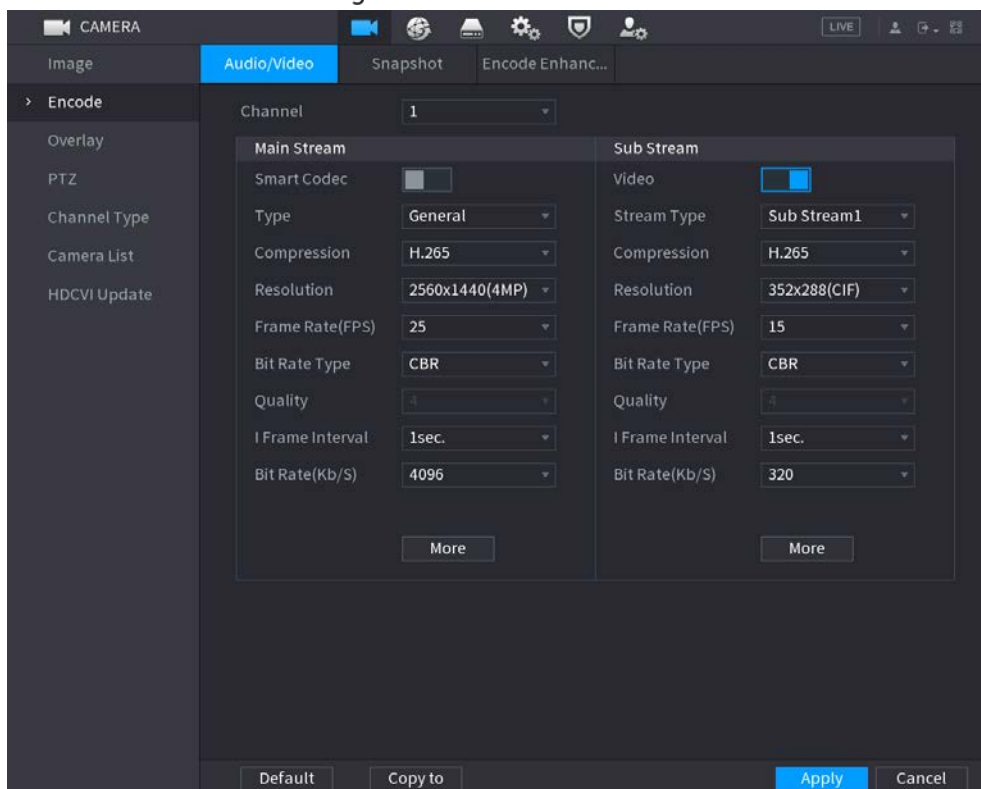 CAMERA
LIVE
Image
Encode
Overlay
PTZ
Channel Type
Camera List
HDCVI Update
Audio/Video Snapshot Encode Enhanc...
Channel 1
Main Stream
Smart Codec
Type General
Compression H.265
Resolution 2560x1440(4MP)
Frame Rate(FPS) 25
Bit Rate Type CBR
Quality 4
I Frame Interval 1sec.
Bit Rate(Kb/S) 4096
More
Sub Stream
Video
Stream Type Sub Stream1
Compression H.265
Resolution 352x288(CIF)
Frame Rate(FPS) 15
Bit Rate Type CBR
Quality 4
I Frame Interval 1sec.
Bit Rate(Kb/S) 320
More
Default Copy to Apply Cancel